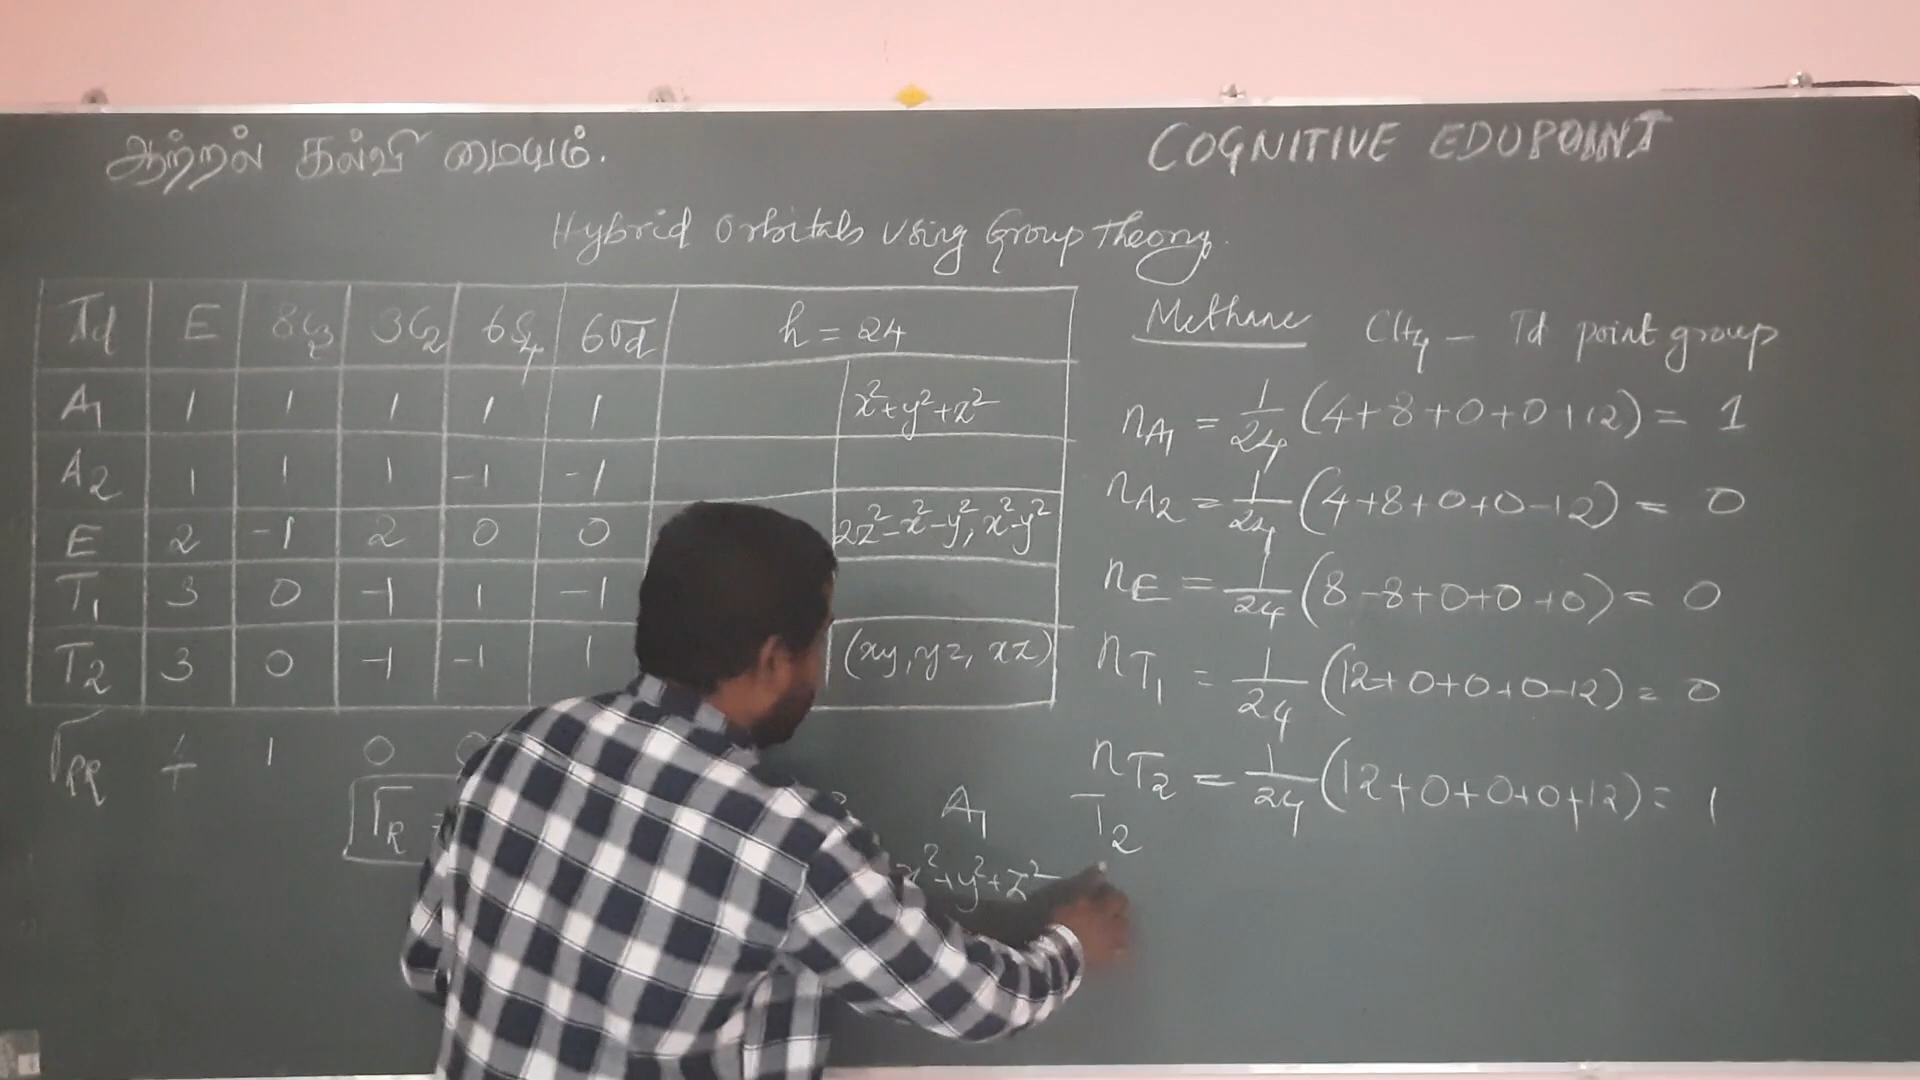 ஆற்றல் கல்வி மையம்.
COGNITIVE EDUPOINT
Hybrid orbitals using Group theory.
Td E 8C3 3C2 6S4 6σd h = 24
A1 1 1 1 1 1 x²+y²+z²
A2 1 1 1 -1 -1
E 2 -1 2 0 0 2z²-x²-y², x²-y²
T1 3 0 -1 1 -1
T2 3 0 -1 -1 1 (xy, yz, xz)
ΓRR 4 1 0
ΓR =
A1 T2
x²+y²+z²
Methane CH4 – Td point group
nA1 = 1/24 (4+8+0+0+12) = 1
nA2 = 1/24 (4+8+0+0-12) = 0
nE = 1/24 (8-8+0+0+0) = 0
nT1 = 1/24 (12+0+0+0-12) = 0
nT2 = 1/24 (12+0+0+0+12) = 1